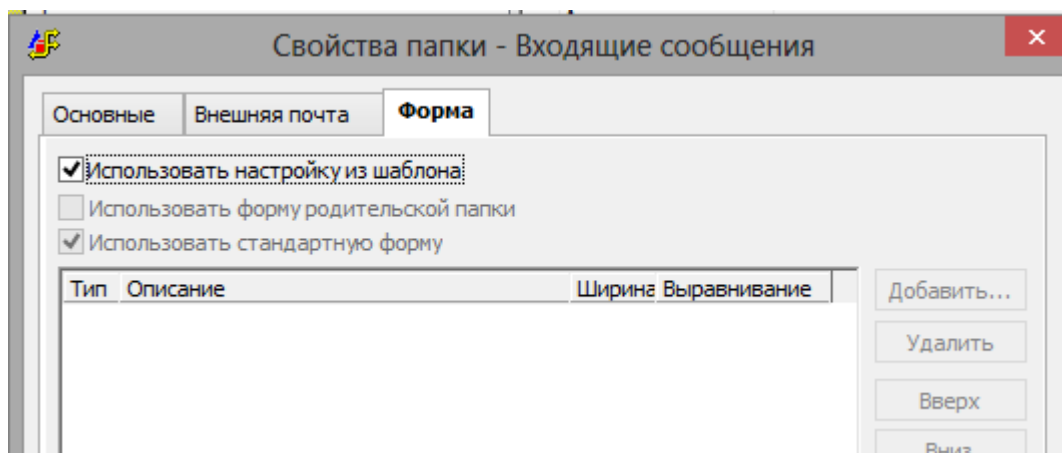 Свойства папки - Входящие сообщения
Основные Внешняя почта Форма
Использовать настройку из шаблона
Использовать форму родительской папки
Использовать стандартную форму
Тип Описание Ширина Выравнивание
Добавить...
Удалить
Вверх
Вниз